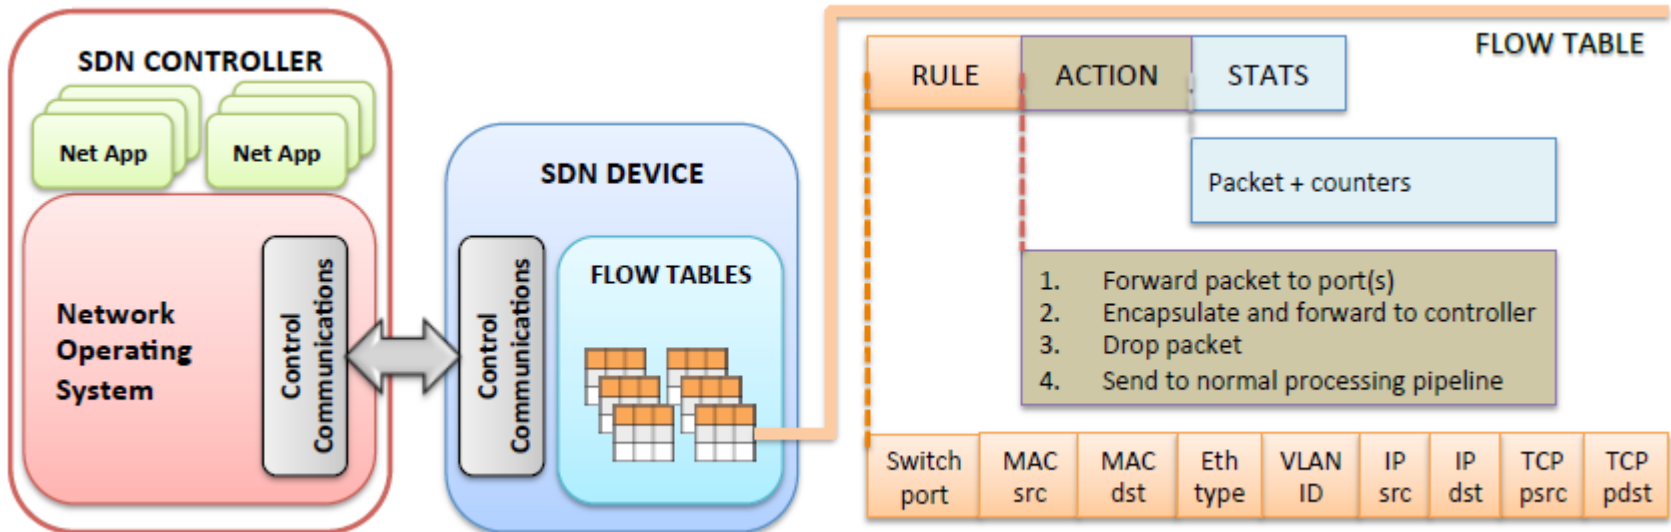 SDN CONTROLLER
Net App
Net App
Network
Operating
System
Control
Communications
SDN DEVICE
Control
Communications
FLOW TABLES
FLOW TABLE
RULE
ACTION
STATS
Packet + counters
1. Forward packet to port(s)
2. Encapsulate and forward to controller
3. Drop packet
4. Send to normal processing pipeline
Switch
port
MAC
src
MAC
dst
Eth
type
VLAN
ID
IP
src
IP
dst
TCP
psrc
TCP
pdst